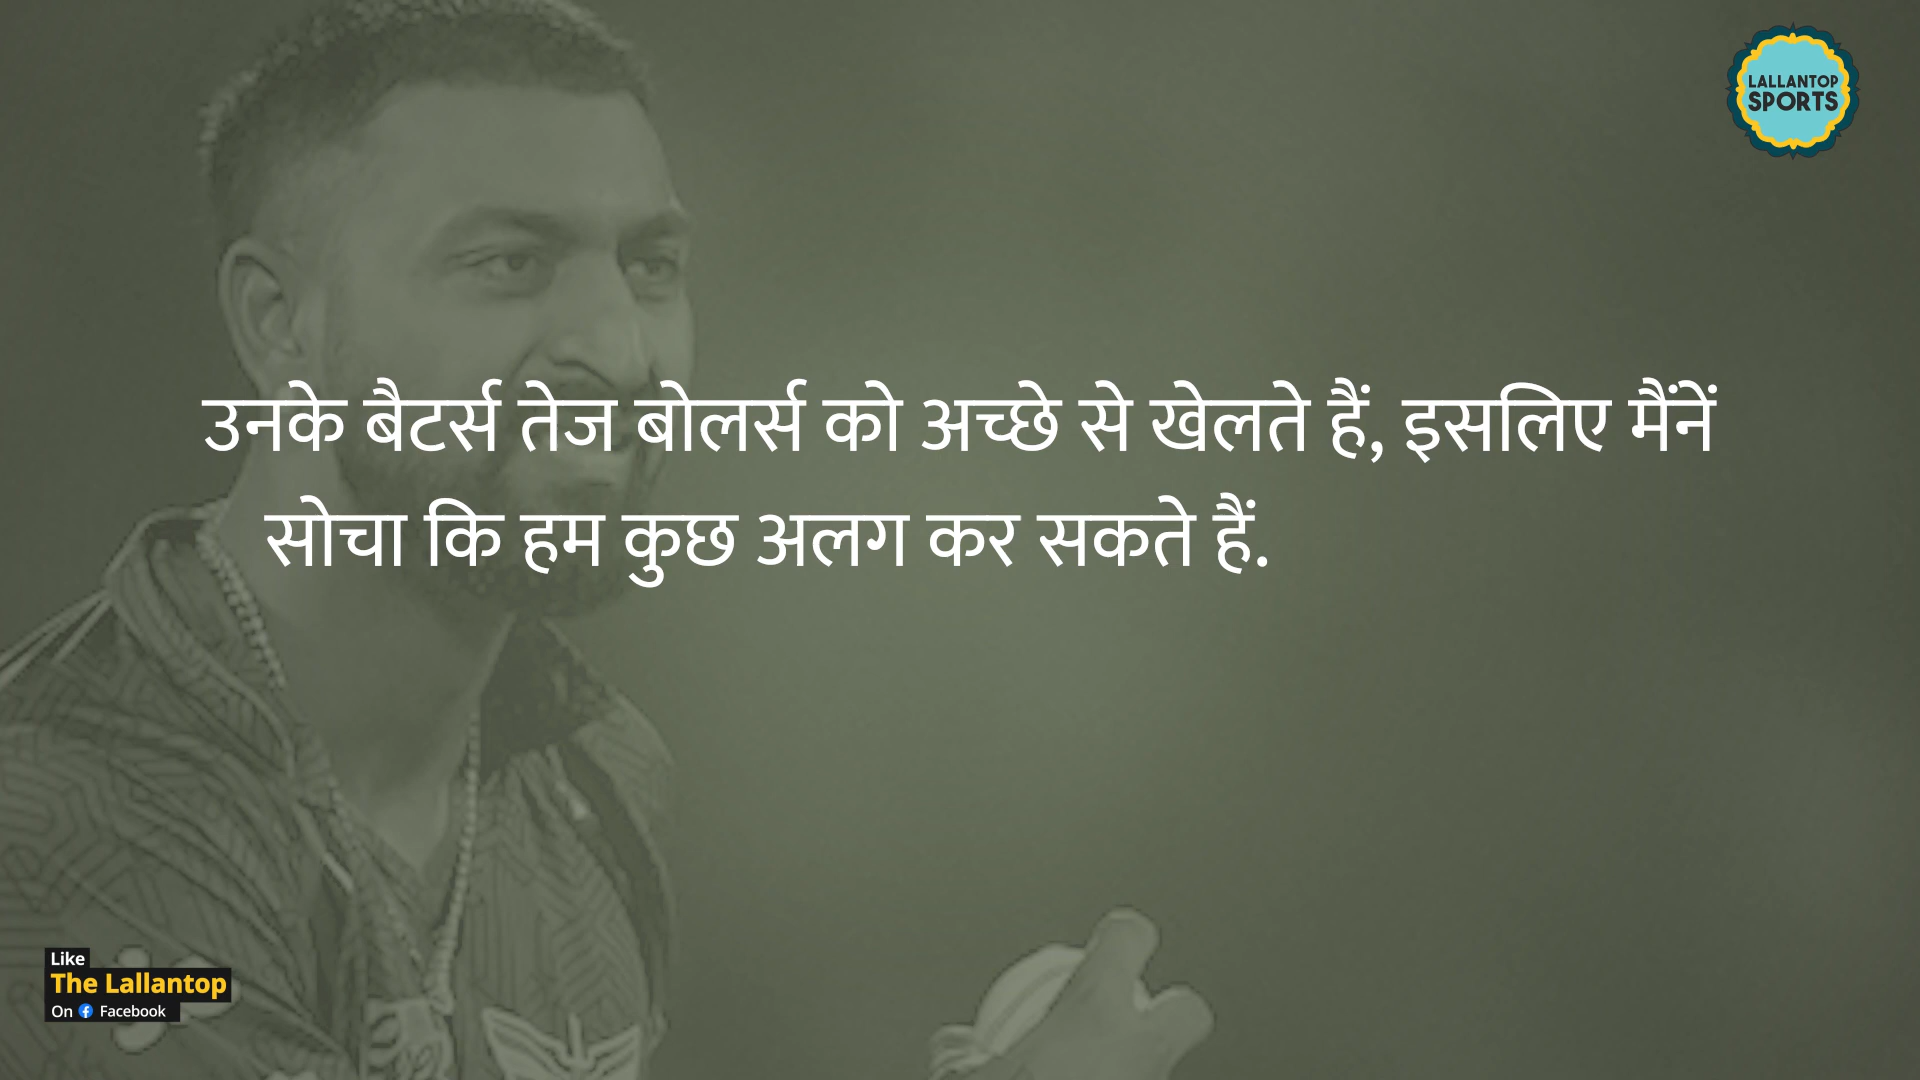 LALLANTOP
SPORTS
उनके बैटर्स तेज बोलर्स को अच्छे से खेलते हैं, इसलिए मैंनें
सोचा कि हम कुछ अलग कर सकते हैं.
Like
The Lallantop
On f Facebook